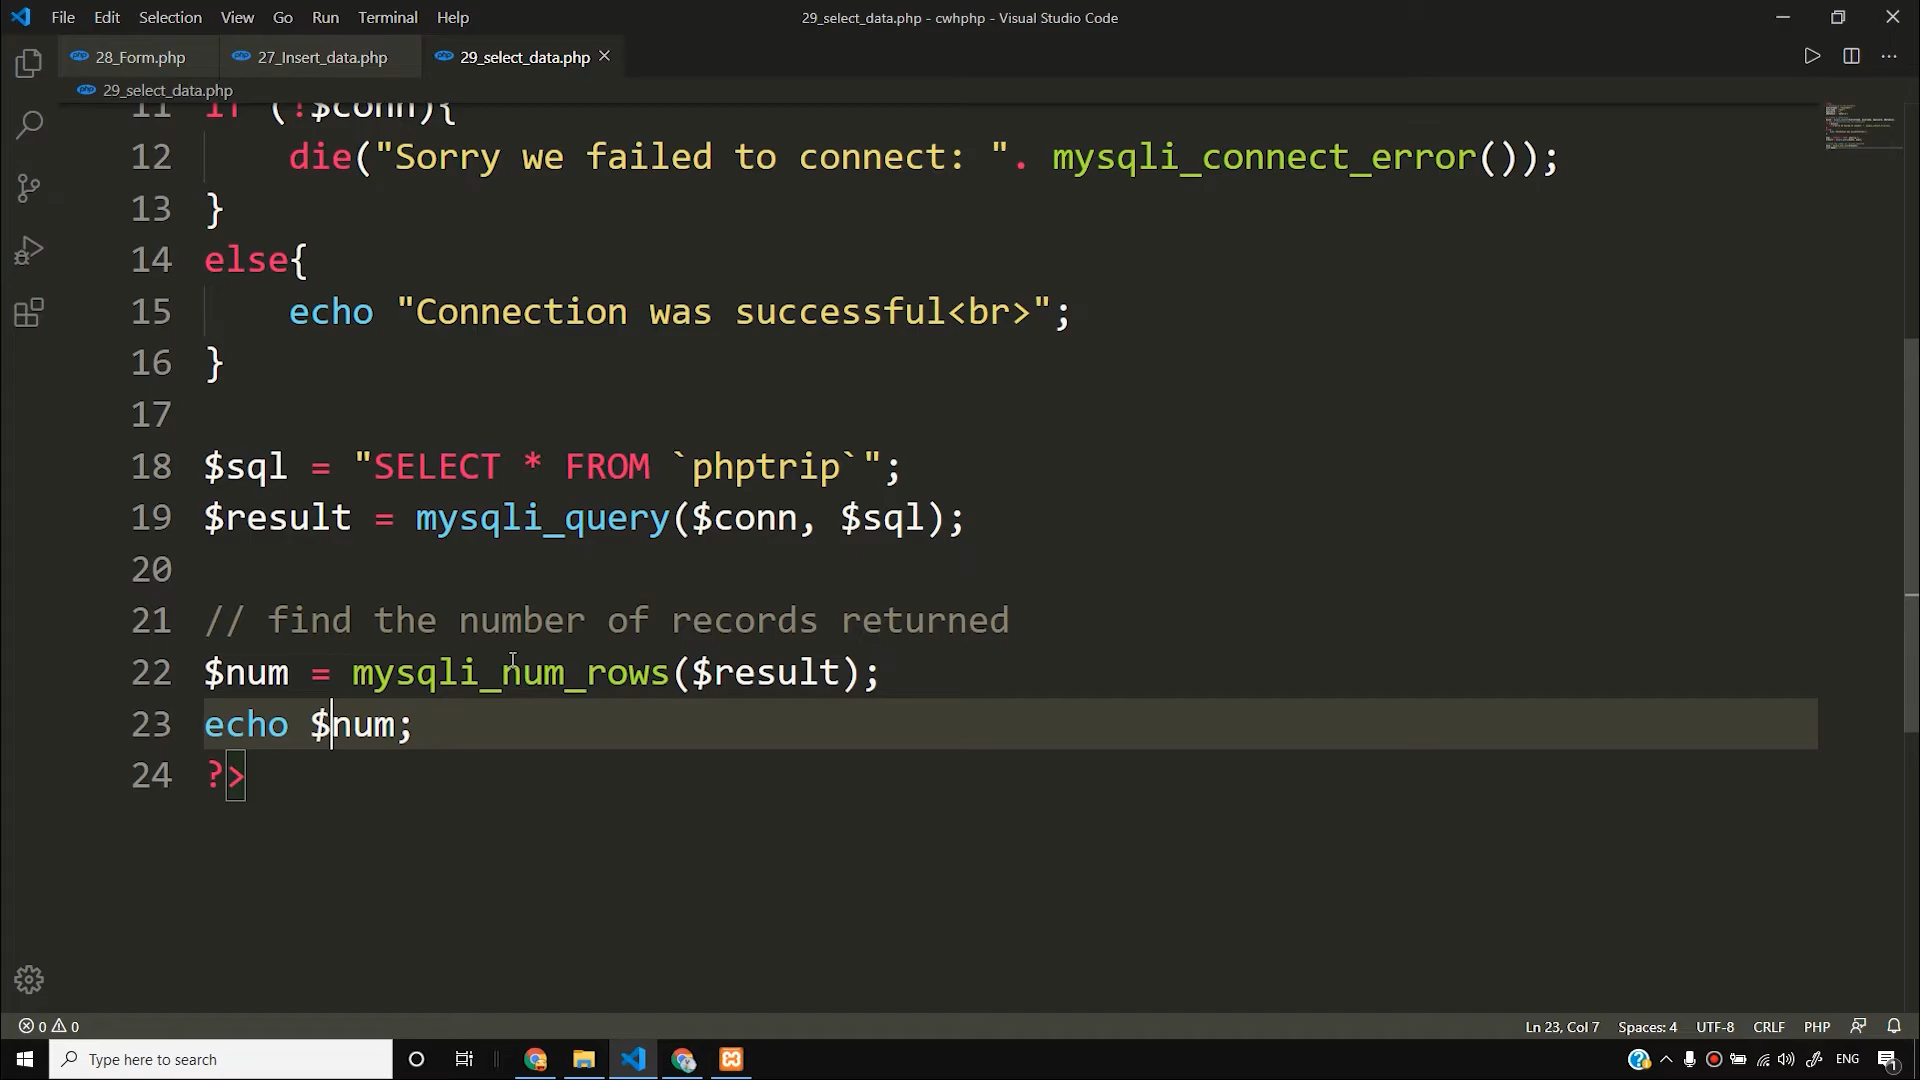 File Edit Selection View Go Run Terminal Help
29_select_data.php - cwhphp - Visual Studio Code
28_Form.php 27_Insert_data.php 29_select_data.php
29_select_data.php
11 if (!$conn){
12 die("Sorry we failed to connect: ". mysqli_connect_error());
13 }
14 else{
15 echo "Connection was successful<br>";
16 }
17
18 $sql = "SELECT * FROM `phptrip`";
19 $result = mysqli_query($conn, $sql);
20
21 // find the number of records returned
22 $num = mysqli_num_rows($result);
23 echo $num;
24 ?>
0 0
Ln 23, Col 7 Spaces: 4 UTF-8 CRLF PHP
Type here to search
ENG
1